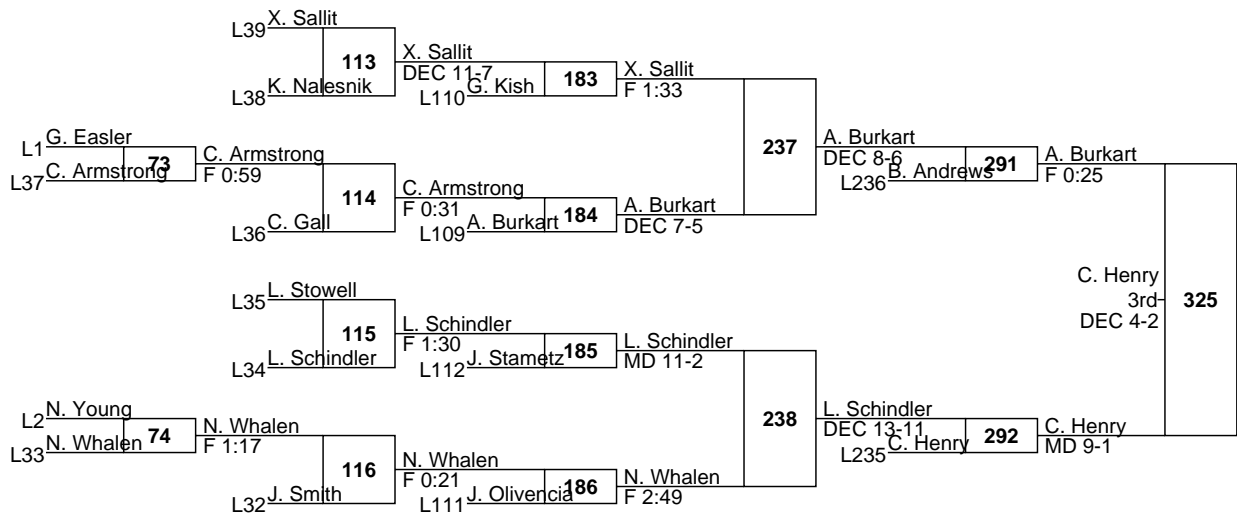 X. Sallit
L39
113
X. Sallit
DEC 11-7
K. Nalesnik
L38
G. Kish
L110
183
X. Sallit
F 1:33
G. Easler
L1
73
C. Armstrong
L37
C. Armstrong
F 0:59
114
C. Armstrong
F 0:31
C. Gall
L36
A. Burkart
L109
184
A. Burkart
DEC 7-5
237
A. Burkart
DEC 8-6
B. Andrews
L236
291
A. Burkart
F 0:25
L. Stowell
L35
115
L. Schindler
F 1:30
L. Schindler
L34
J. Stametz
L112
185
L. Schindler
MD 11-2
N. Young
L2
74
N. Whalen
L33
N. Whalen
F 1:17
116
N. Whalen
F 0:21
J. Smith
L32
J. Olivencia
L111
186
N. Whalen
F 2:49
238
L. Schindler
DEC 13-11
C. Henry
L235
292
C. Henry
MD 9-1
C. Henry
3rd
DEC 4-2
325